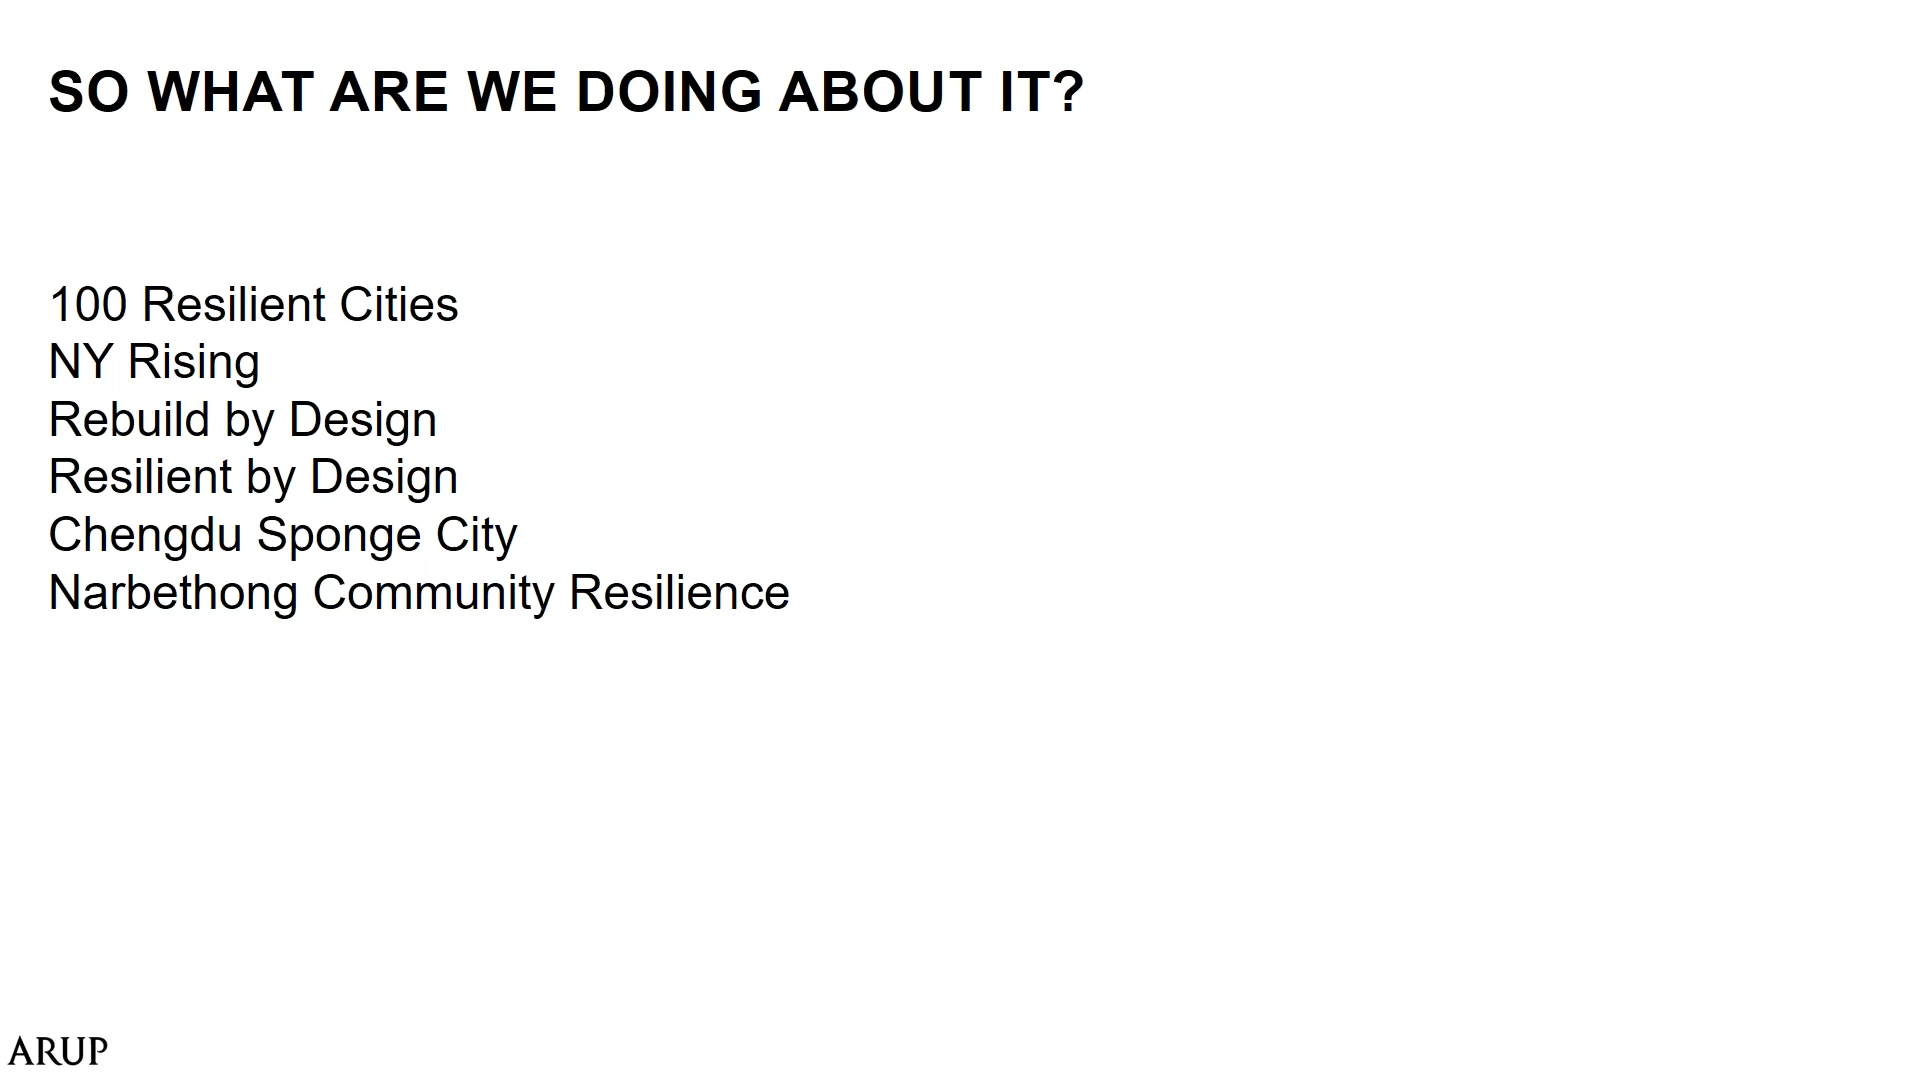 SO WHAT ARE WE DOING ABOUT IT?
100 Resilient Cities
NY Rising
Rebuild by Design
Resilient by Design
Chengdu Sponge City
Narbethong Community Resilience
ARUP